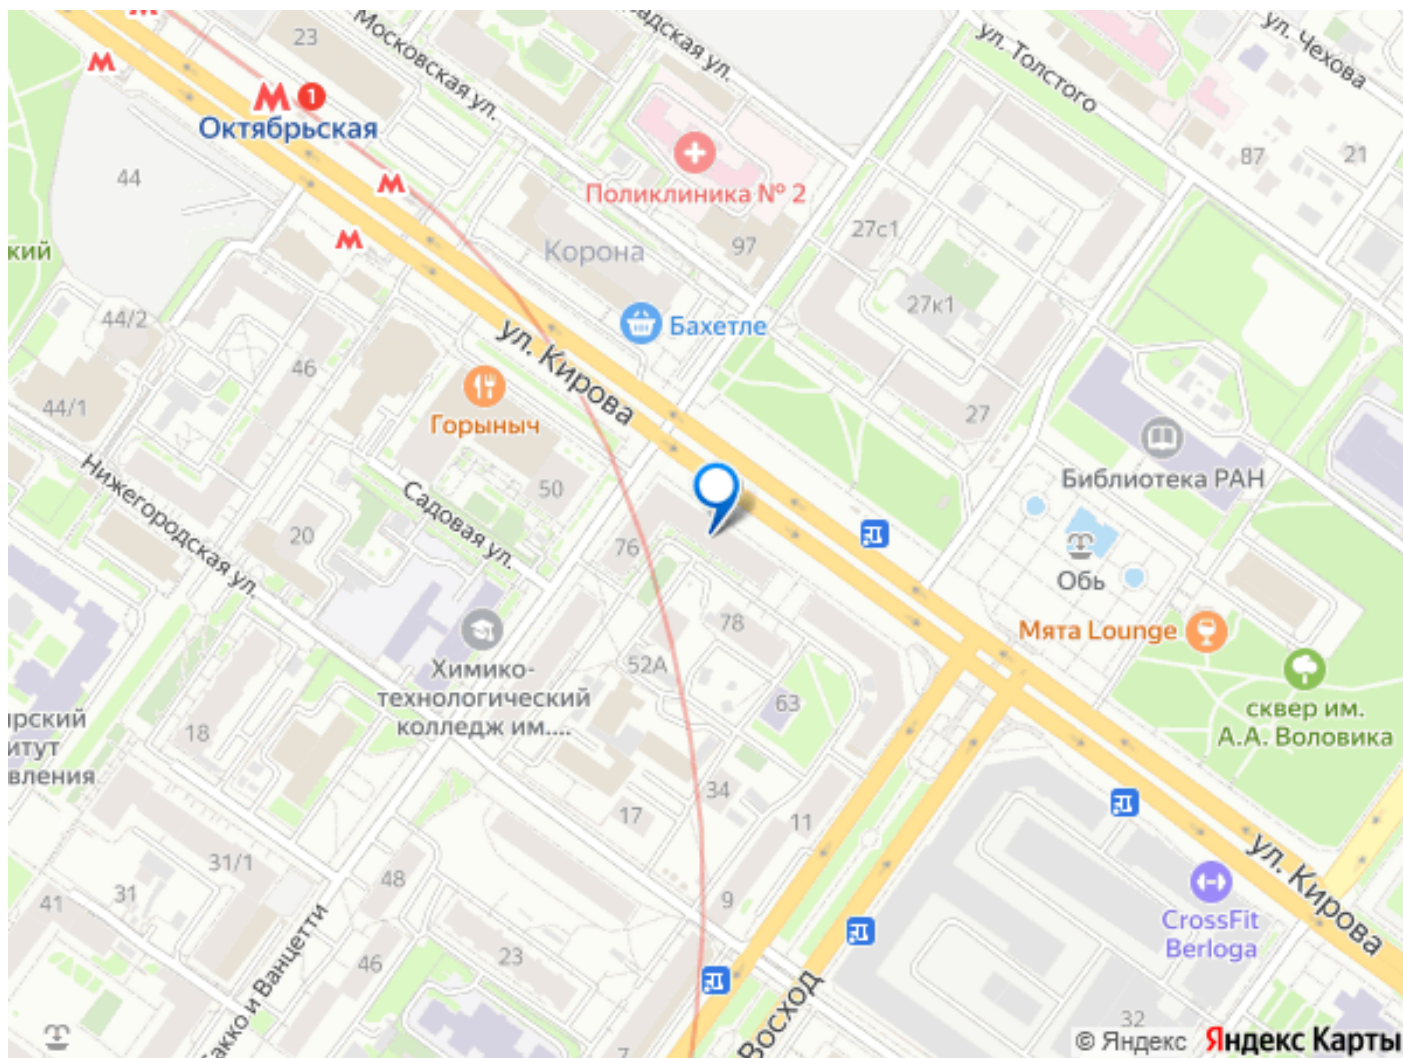 23
Московская ул.
адская ул.
ул. Толстого
ул. Чехова
М
М
М 1
Октябрьская
44
М
М
Поликлиника № 2
87
21
кий
Корона
97
27с1
27к1
44/2
Бахетле
46
ул. Кирова
44/1
Горыныч
27
Библиотека РАН
Нижегородская ул.
Садовая ул.
50
20
76
Обь
78
Мята Lounge
Химико-
технологический
колледж им....
52А
63
сквер им.
А.А. Воловика
ирский
итут
вления
18
34
17
11
31/1
48
ул. Кирова
41
31
9
CrossFit
Berloga
акко и Ванцетти
46
23
Восход
7
32
© Яндекс Яндекс Карты